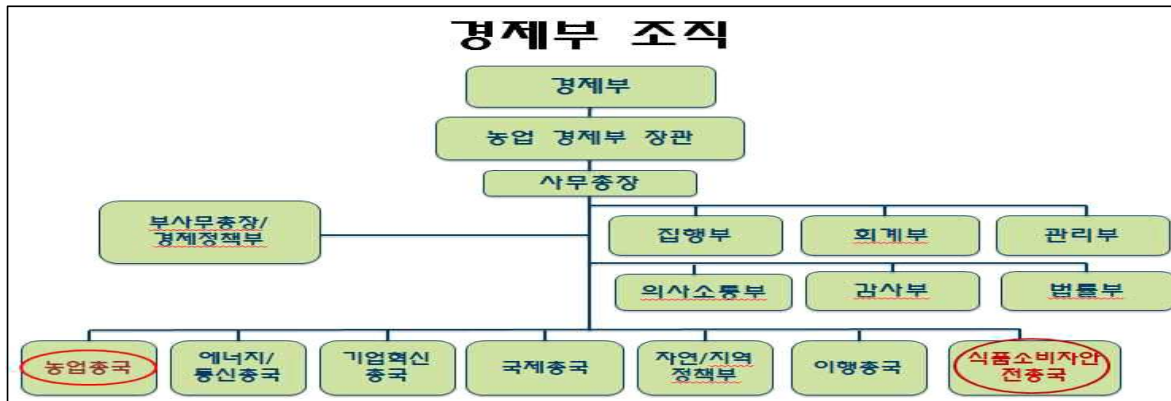 경제부 조직
경제부
농업 경제부 장관
사무총장
부사무총장/
경제정책부
집행부
회계부
관리부
의사소통부
감사부
법률부
농업총국
에너지/
통신총국
기업혁신
총국
국제총국
자연/지역
정책부
이행총국
식품소비자안
전총국